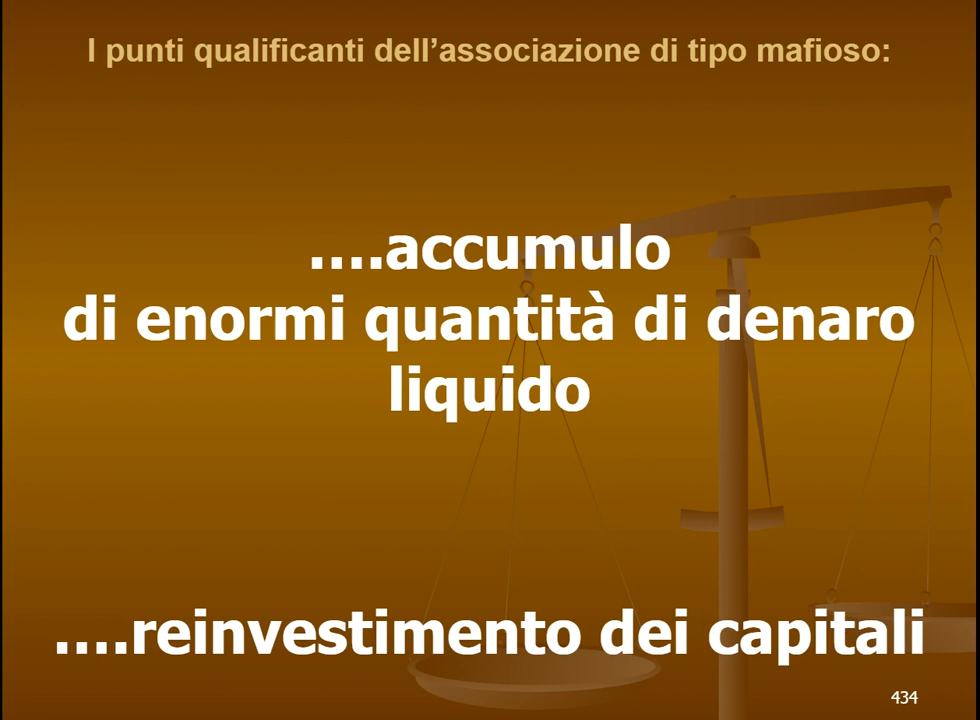 I punti qualificanti dell’associazione di tipo mafioso:
....accumulo
di enormi quantità di denaro
liquido
....reinvestimento dei capitali
434